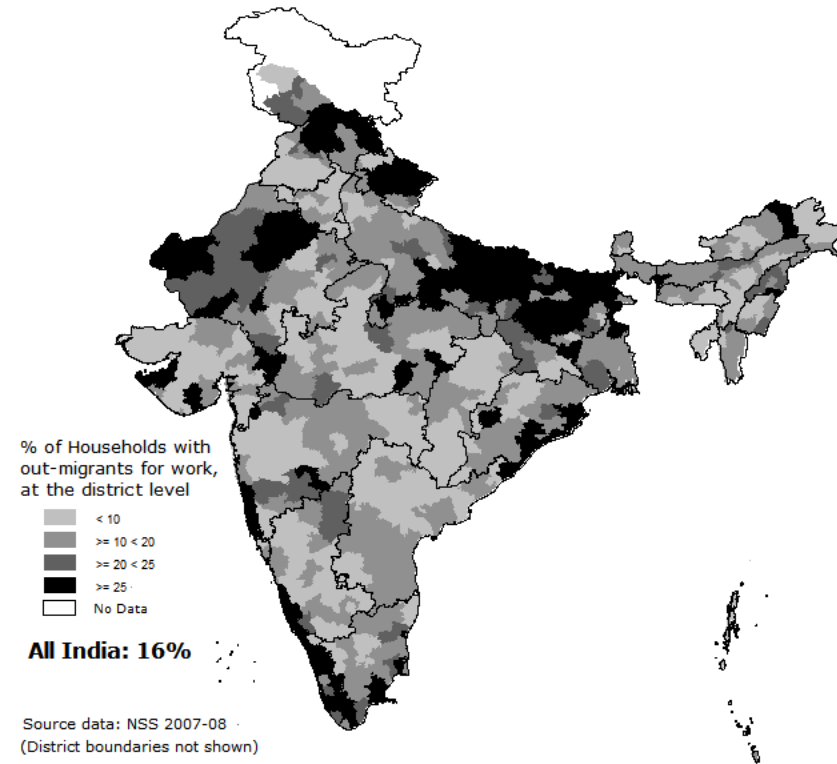 % of Households with
out-migrants for work,
at the district level
< 10
>= 10 < 20
>= 20 < 25
>= 25
No Data
All India: 16%
Source data: NSS 2007-08
(District boundaries not shown)